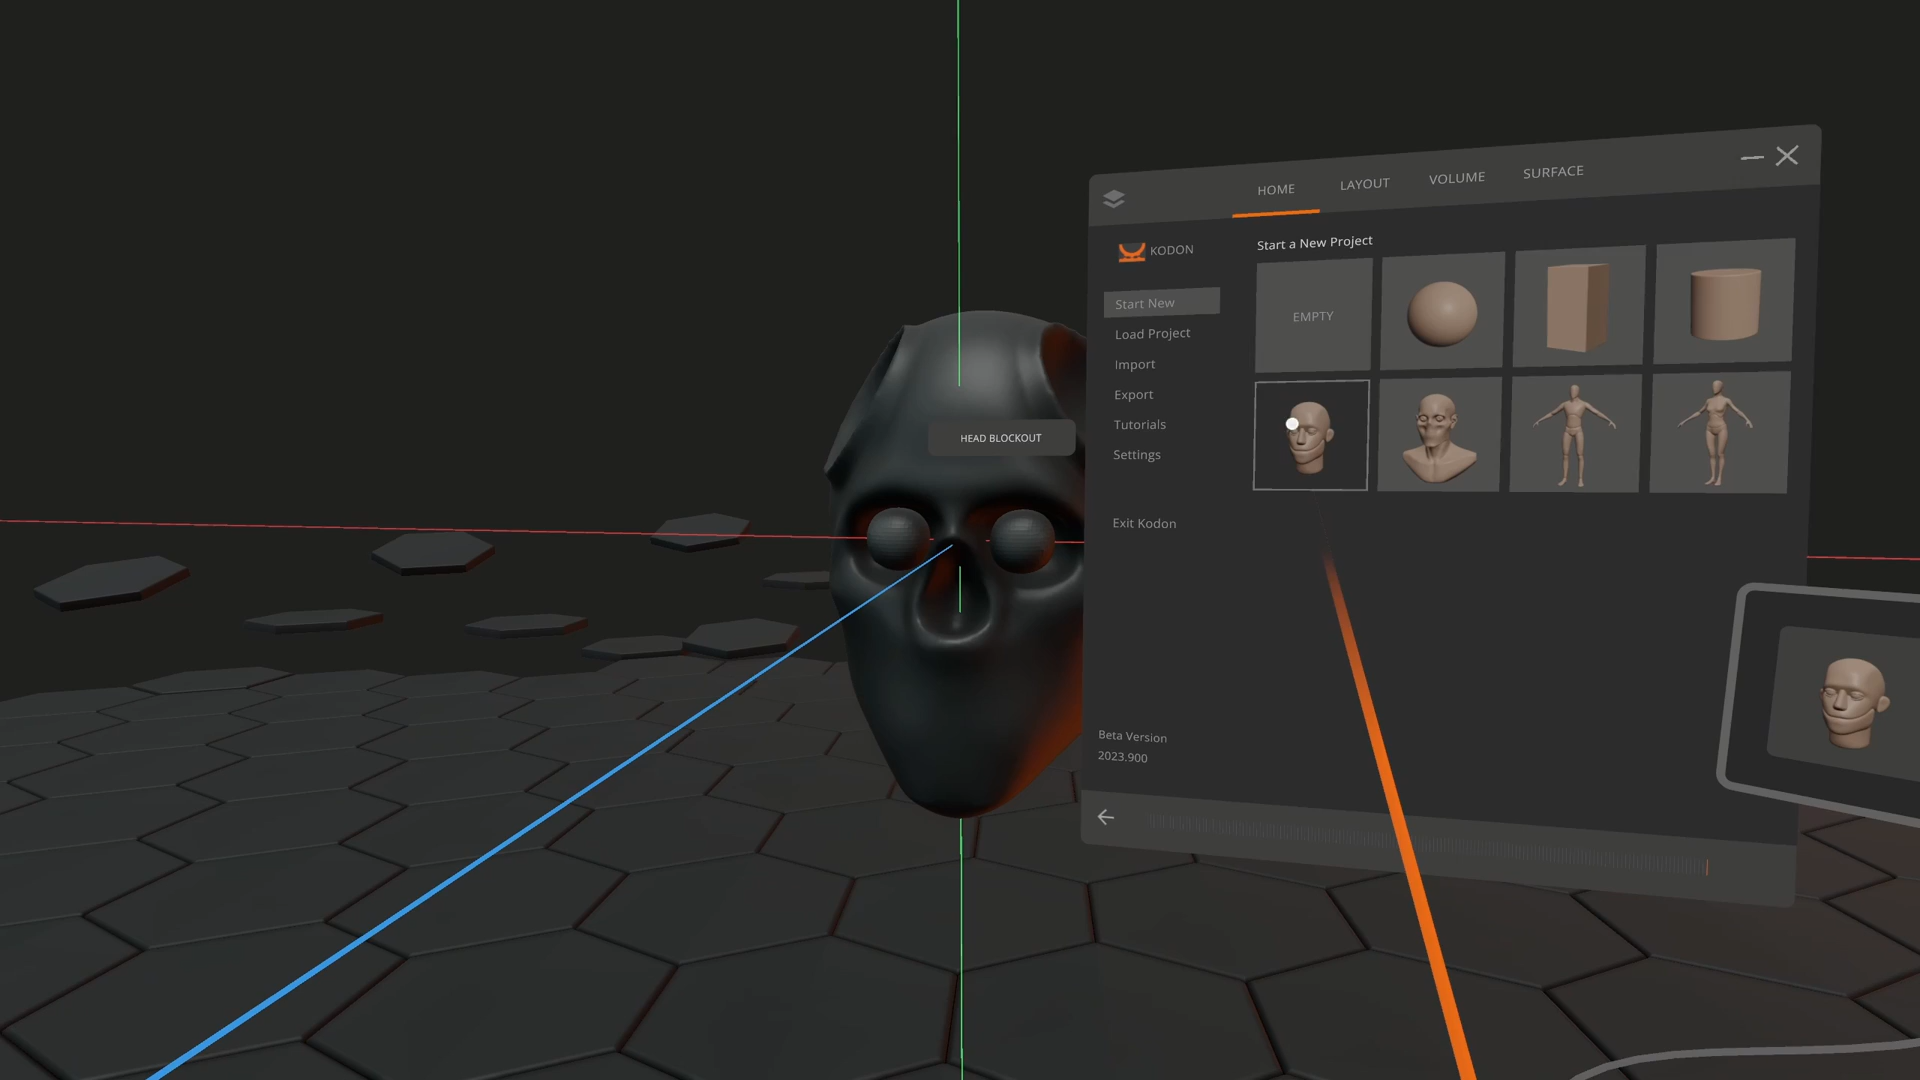 HOME LAYOUT VOLUME SURFACE
KODON
Start New
Load Project
Import
Export
Tutorials
Settings
Exit Kodon
Beta Version
2023.900
Start a New Project
EMPTY
HEAD BLOCKOUT